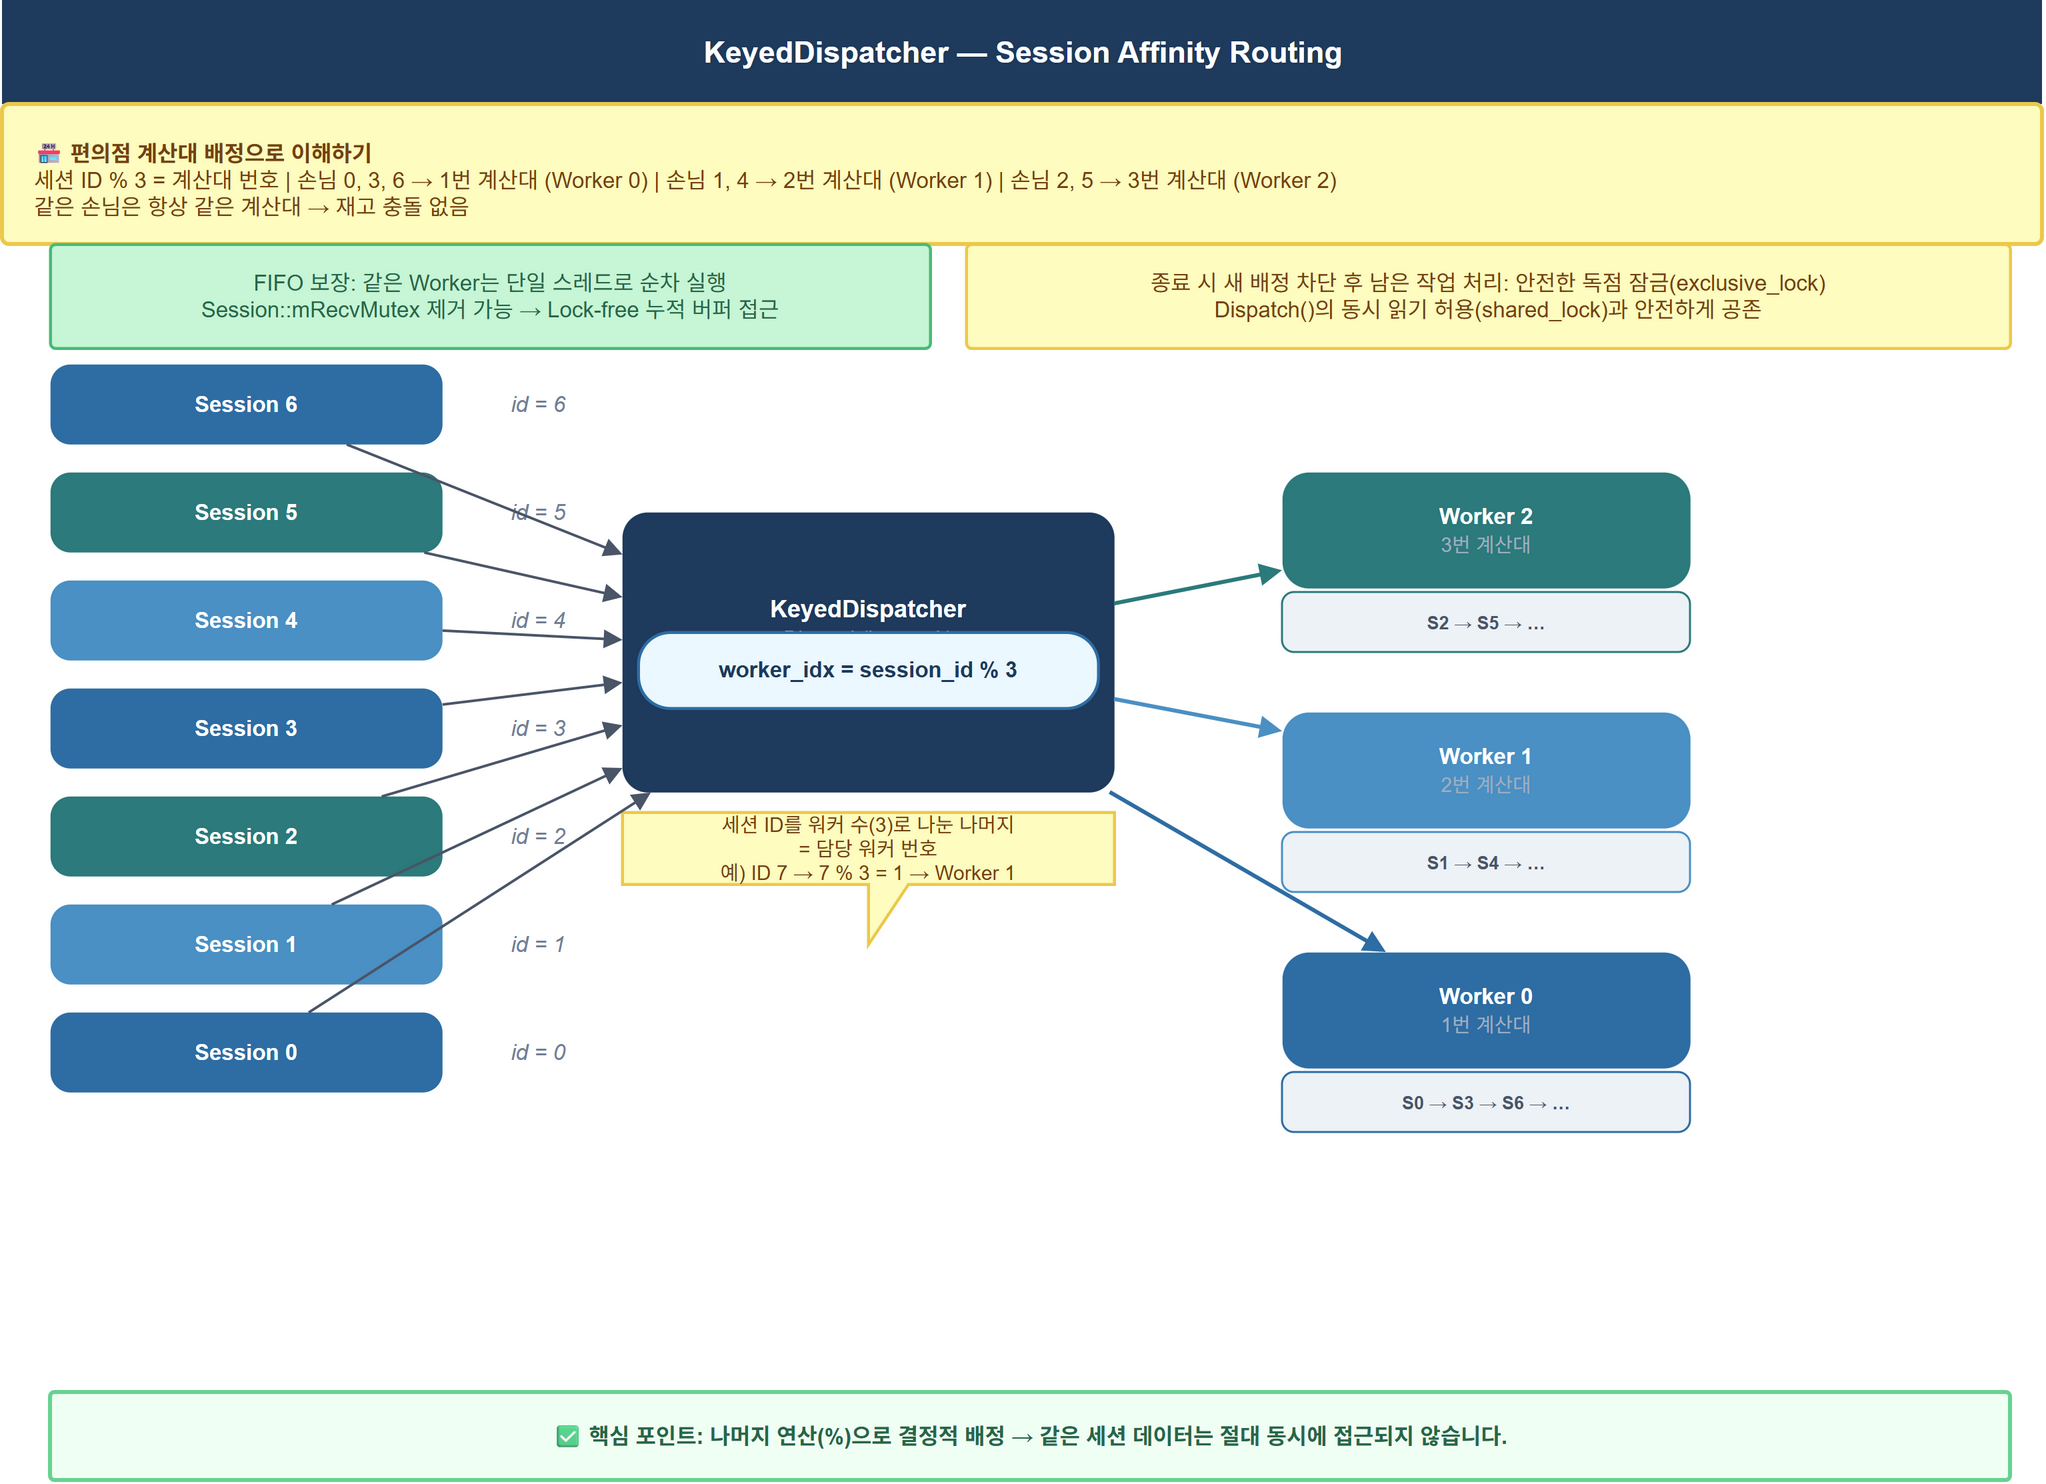 KeyedDispatcher — Session Affinity Routing
🏪 편의점 계산대 배정으로 이해하기
세션 ID % 3 = 계산대 번호 | 손님 0, 3, 6 → 1번 계산대 (Worker 0) | 손님 1, 4 → 2번 계산대 (Worker 1) | 손님 2, 5 → 3번 계산대 (Worker 2)
같은 손님은 항상 같은 계산대 → 재고 충돌 없음
FIFO 보장: 같은 Worker는 단일 스레드로 순차 실행
Session::mRecvMutex 제거 가능 → Lock-free 누적 버퍼 접근
종료 시 새 배정 차단 후 남은 작업 처리: 안전한 독점 잠금(exclusive_lock)
Dispatch()의 동시 읽기 허용(shared_lock)과 안전하게 공존
Session 6
id = 6
Session 5
id = 5
Session 4
id = 4
Session 3
id = 3
Session 2
id = 2
Session 1
id = 1
Session 0
id = 0
KeyedDispatcher
worker_idx = session_id % 3
세션 ID를 워커 수(3)로 나눈 나머지
= 담당 워커 번호
예) ID 7 → 7 % 3 = 1 → Worker 1
Worker 2
3번 계산대
S2 → S5 → ...
Worker 1
2번 계산대
S1 → S4 → ...
Worker 0
1번 계산대
S0 → S3 → S6 → ...
✅ 핵심 포인트: 나머지 연산(%)으로 결정적 배정 → 같은 세션 데이터는 절대 동시에 접근되지 않습니다.